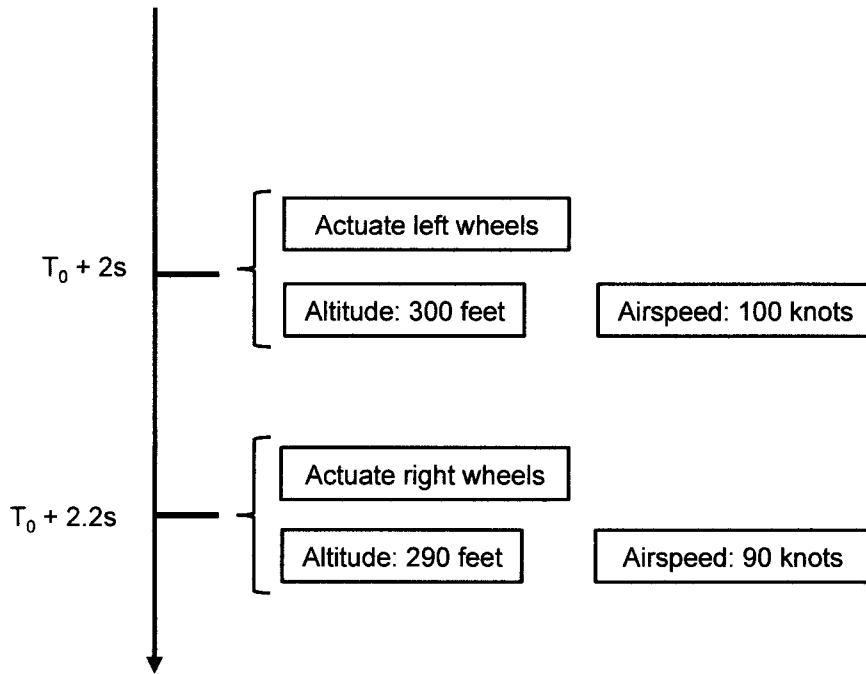 Actuate left wheels
T₀ + 2s
Altitude: 300 feet
Airspeed: 100 knots
Actuate right wheels
T₀ + 2.2s
Altitude: 290 feet
Airspeed: 90 knots